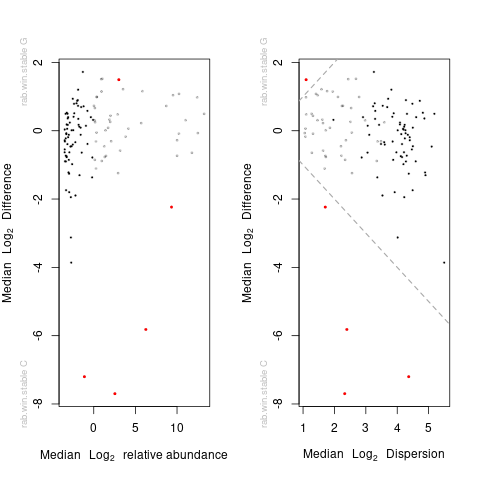 rab.win.stable G
rab.win.stable G
2
0
-2
-4
-6
-8
2
0
-2
-4
-6
-8
Median Log2 Difference
Median Log2 Difference
rab.win.stable C
rab.win.stable C
0 5 10
1 2 3 4 5
Median Log2 relative abundance
Median Log2 Dispersion